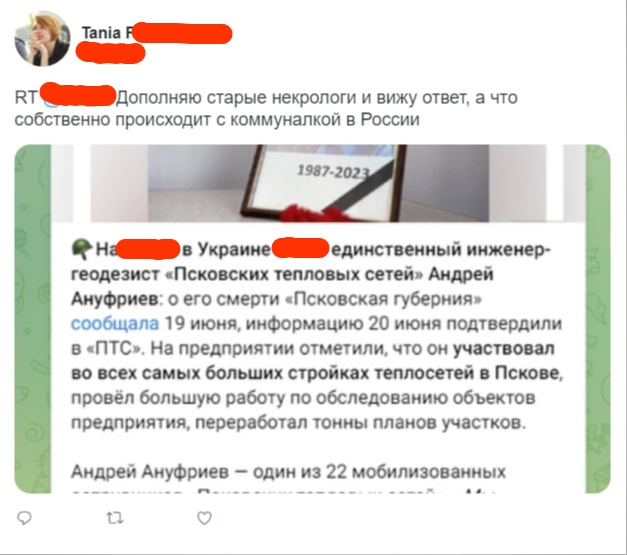 Tania F
RT @ Дополняю старые некрологи и вижу ответ, а что
собственно происходит с коммуналкой в России
1987-2023
На в Украине единственный инженер-
геодезист «Псковских тепловых сетей» Андрей
Ануфриев: о его смерти «Псковская губерния»
сообщала 19 июня, информацию 20 июня подтвердили
в «ПТС». На предприятии отметили, что он участвовал
во всех самых больших стройках теплосетей в Пскове,
провёл большую работу по обследованию объектов
предприятия, переработал тонны планов участков.
Андрей Ануфриев — один из 22 мобилизованных